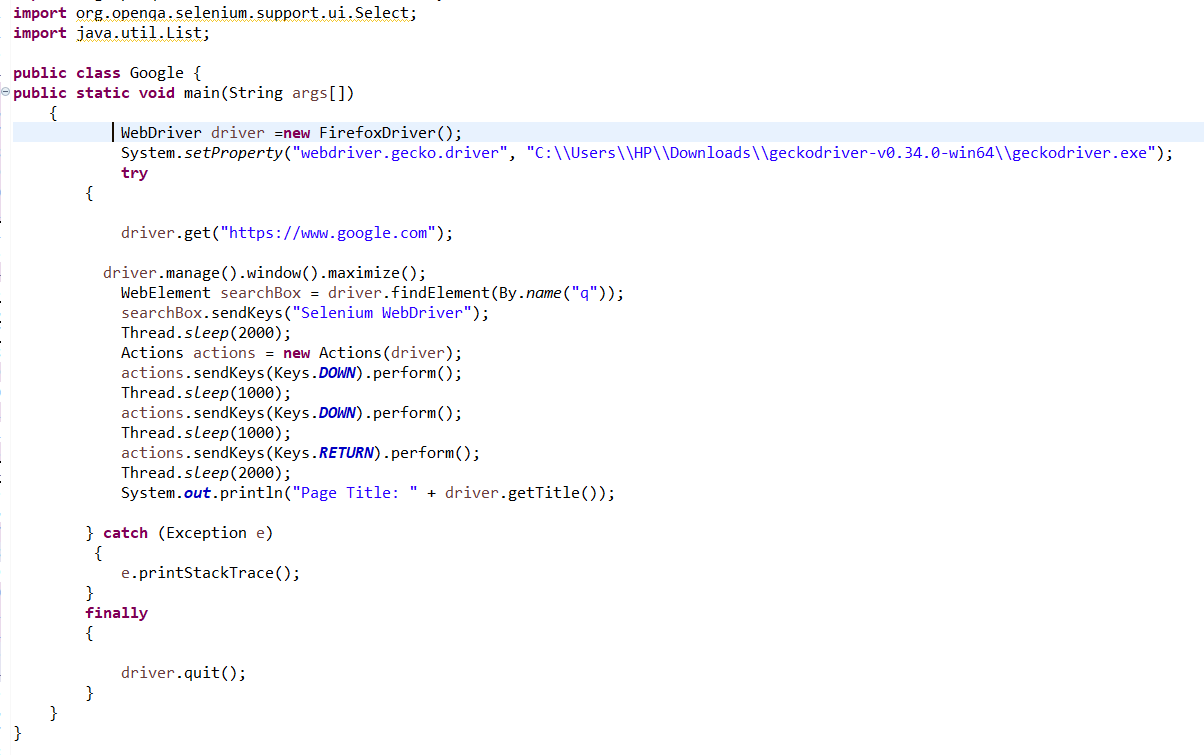 import org.openqa.selenium.support.ui.Select;
import java.util.List;
public class Google {
public static void main(String args[])
{
WebDriver driver =new FirefoxDriver();
System.setProperty("webdriver.gecko.driver", "C:\\Users\\HP\\Downloads\\geckodriver-v0.34.0-win64\\geckodriver.exe");
try
{
driver.get("https://www.google.com");
driver.manage().window().maximize();
WebElement searchBox = driver.findElement(By.name("q"));
searchBox.sendKeys("Selenium WebDriver");
Thread.sleep(2000);
Actions actions = new Actions(driver);
actions.sendKeys(Keys.DOWN).perform();
Thread.sleep(1000);
actions.sendKeys(Keys.DOWN).perform();
Thread.sleep(1000);
actions.sendKeys(Keys.RETURN).perform();
Thread.sleep(2000);
System.out.println("Page Title: " + driver.getTitle());
} catch (Exception e)
{
e.printStackTrace();
}
finally
{
driver.quit();
}
}
}